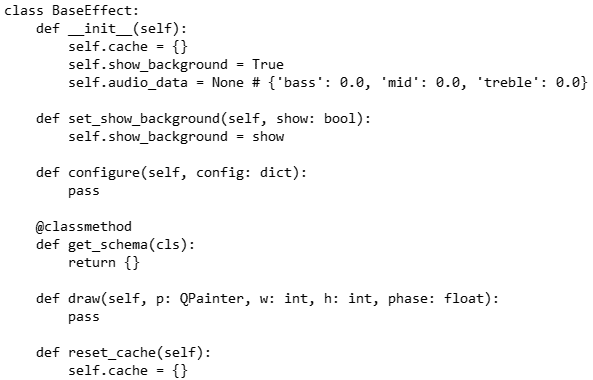 class BaseEffect:
    def __init__(self):
        self.cache = {}
        self.show_background = True
        self.audio_data = None # {'bass': 0.0, 'mid': 0.0, 'treble': 0.0}

    def set_show_background(self, show: bool):
        self.show_background = show

    def configure(self, config: dict):
        pass

    @classmethod
    def get_schema(cls):
        return {}

    def draw(self, p: QPainter, w: int, h: int, phase: float):
        pass

    def reset_cache(self):
        self.cache = {}